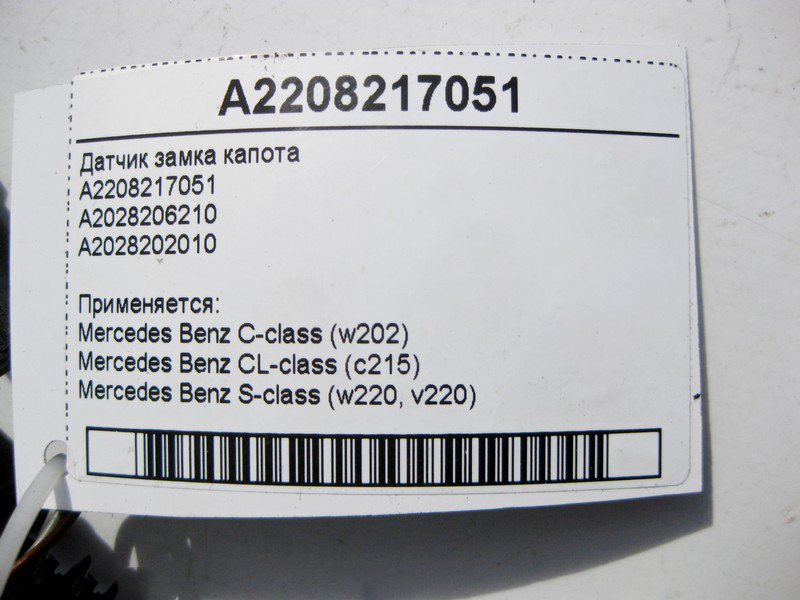 A2208217051
Датчик замка капота
A2208217051
A2028206210
A2028202010
Применяется:
Mercedes Benz C-class (w202)
Mercedes Benz CL-class (c215)
Mercedes Benz S-class (w220, v220)